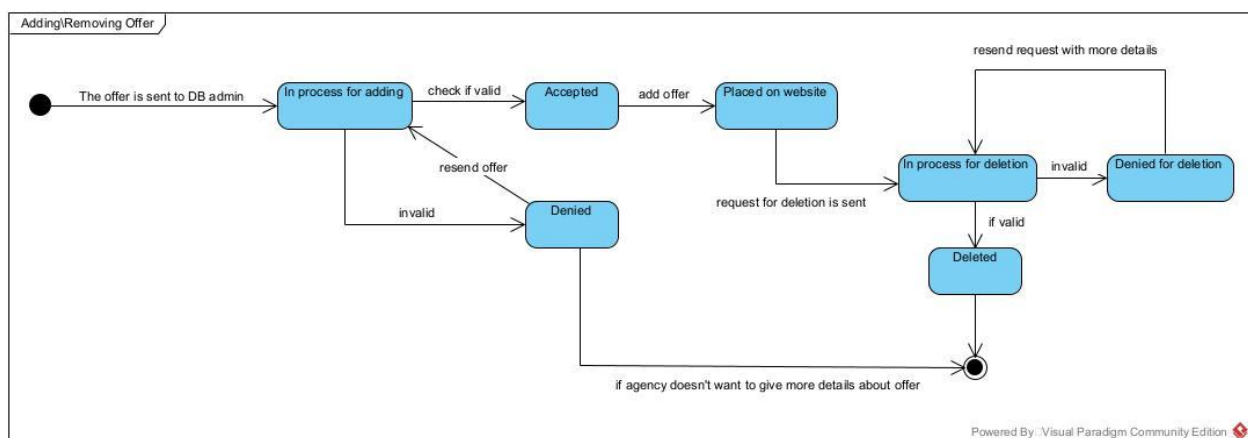 Adding\Removing Offer
resend request with more details
The offer is sent to DB admin
In process for adding
check if valid
Accepted
add offer
Placed on website
resend offer
In process for deletion
invalid
Denied for deletion
request for deletion is sent
invalid
Denied
if valid
Deleted
if agency doesn't want to give more details about offer
Powered By Visual Paradigm Community Edition